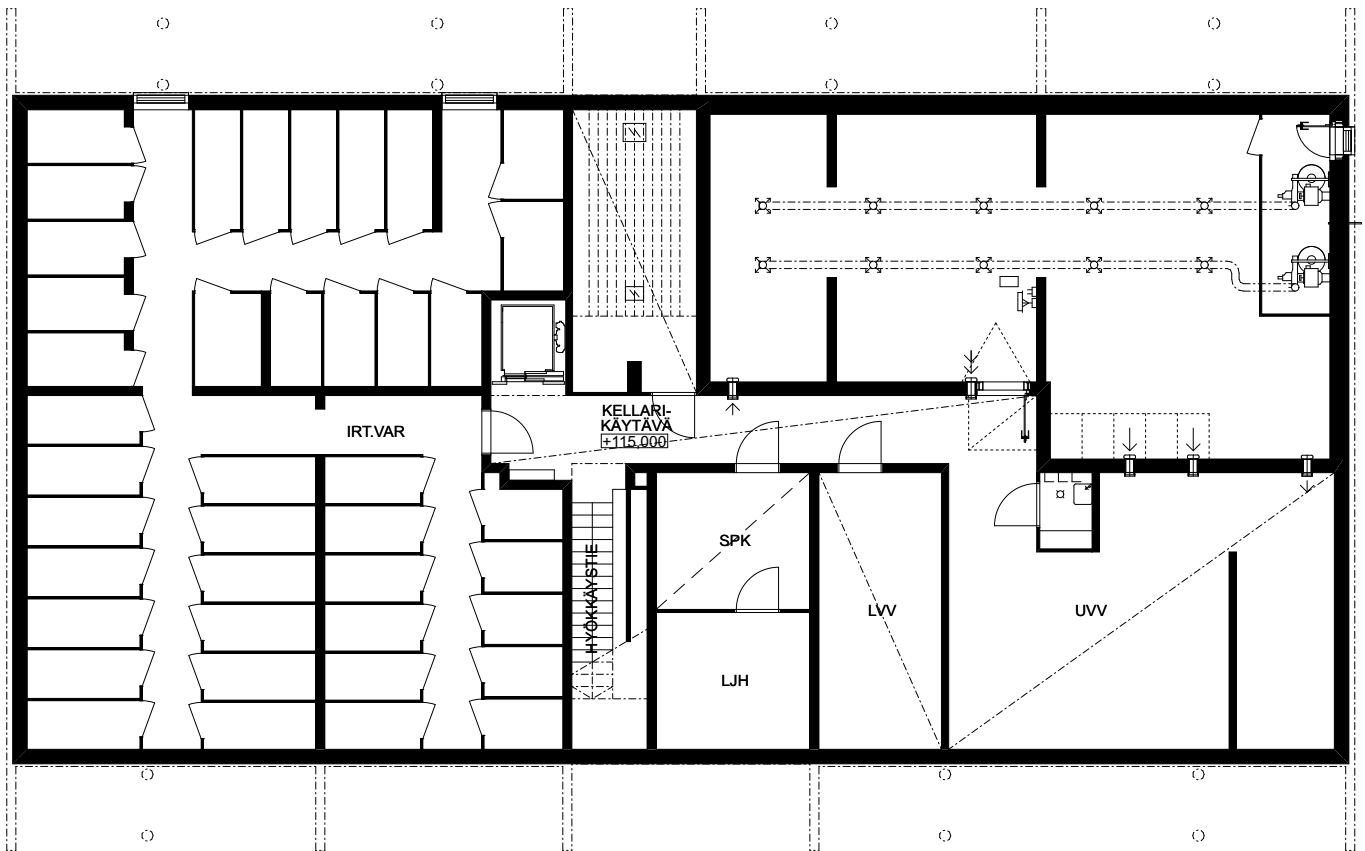 KELLARI-
KÄYTÄVÄ
+115.000
IRT.VAR
SPK
HYÖKKÄYSTIE
LVV
UVV
LJH